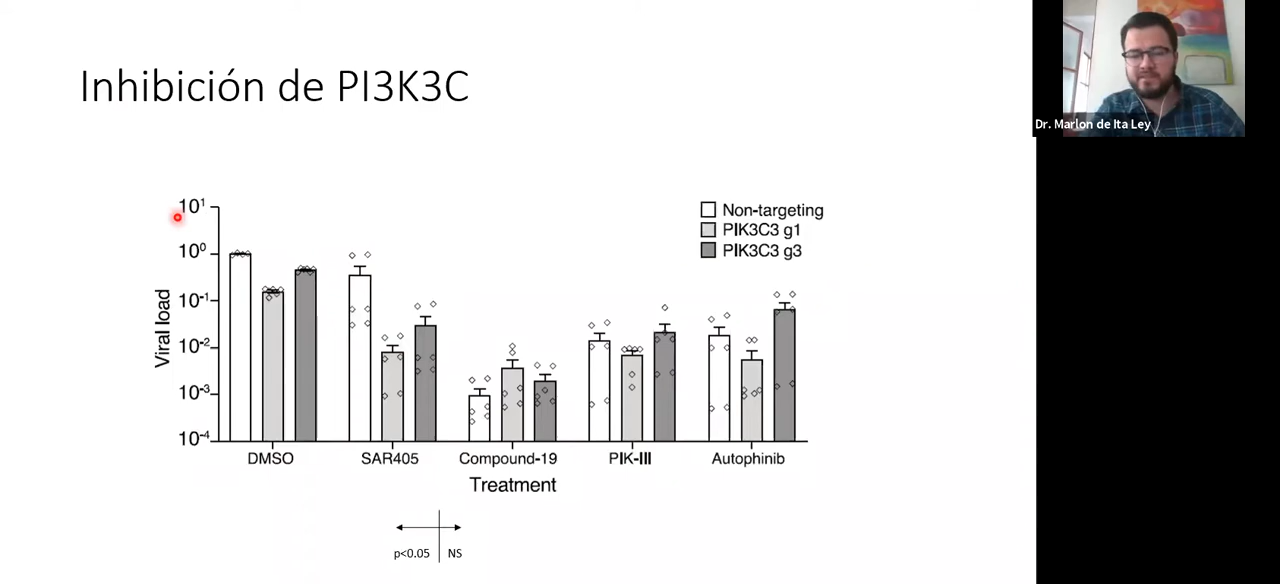 Inhibición de PI3K3C
Dr. Marlon de Ita Ley
Non-targeting
PIK3C3 g1
PIK3C3 g3
Viral load
10¹
10⁰
10⁻¹
10⁻²
10⁻³
10⁻⁴
DMSO SAR405 Compound-19 PIK-III Autophinib
Treatment
p<0.05 NS